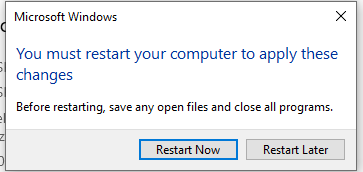 Microsoft Windows
You must restart your computer to apply these
changes
Before restarting, save any open files and close all programs.
Restart Now
Restart Later